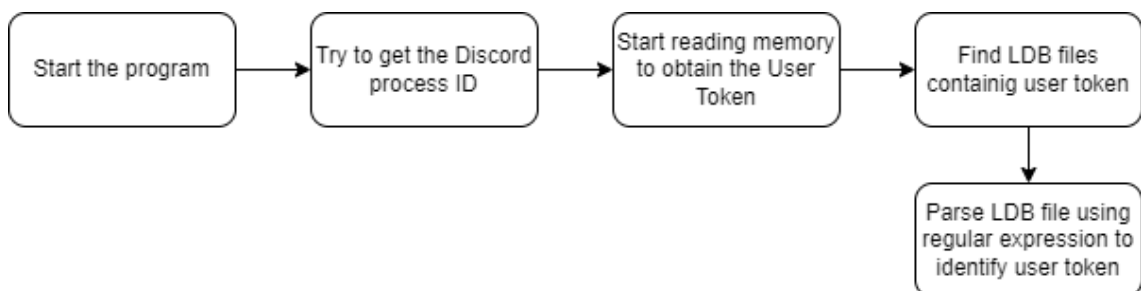 Start the program
Try to get the Discord
process ID
Start reading memory
to obtain the User
Token
Find LDB files
containig user token
Parse LDB file using
regular expression to
identify user token